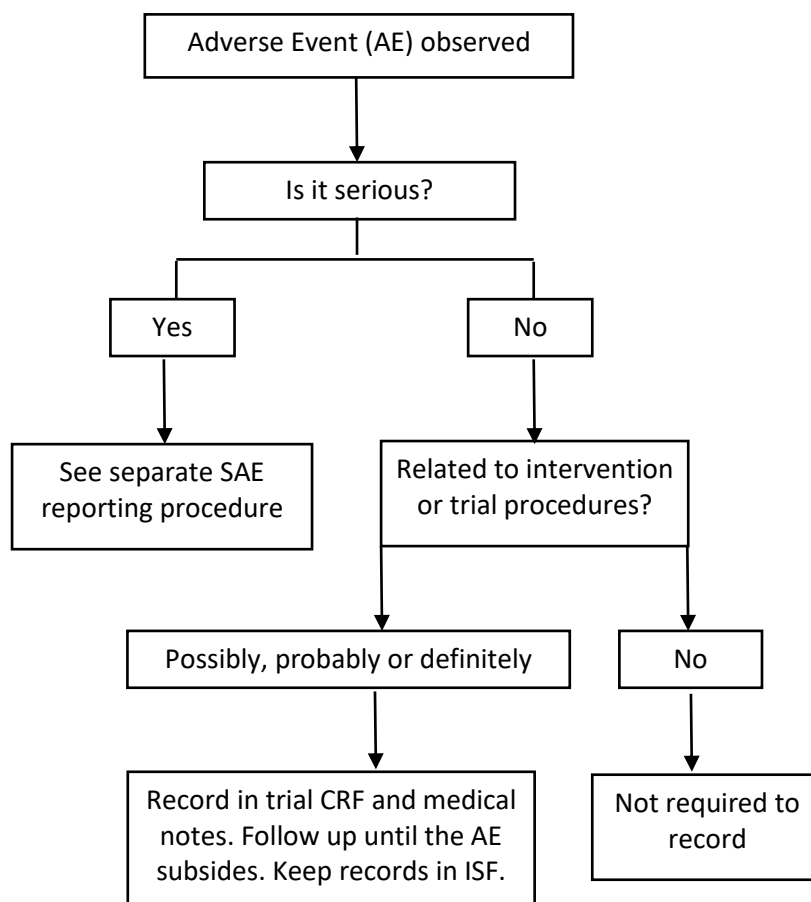 Adverse Event (AE) observed
Is it serious?
Yes
No
See separate SAE
reporting procedure
Related to intervention
or trial procedures?
Possibly, probably or definitely
No
Record in trial CRF and medical
notes. Follow up until the AE
subsides. Keep records in ISF.
Not required to
record